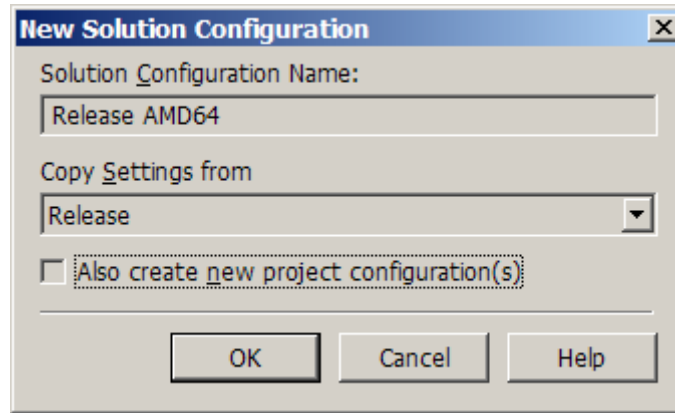 New Solution Configuration
Solution Configuration Name:
Release AMD64
Copy Settings from
Release
Also create new project configuration(s)
OK Cancel Help